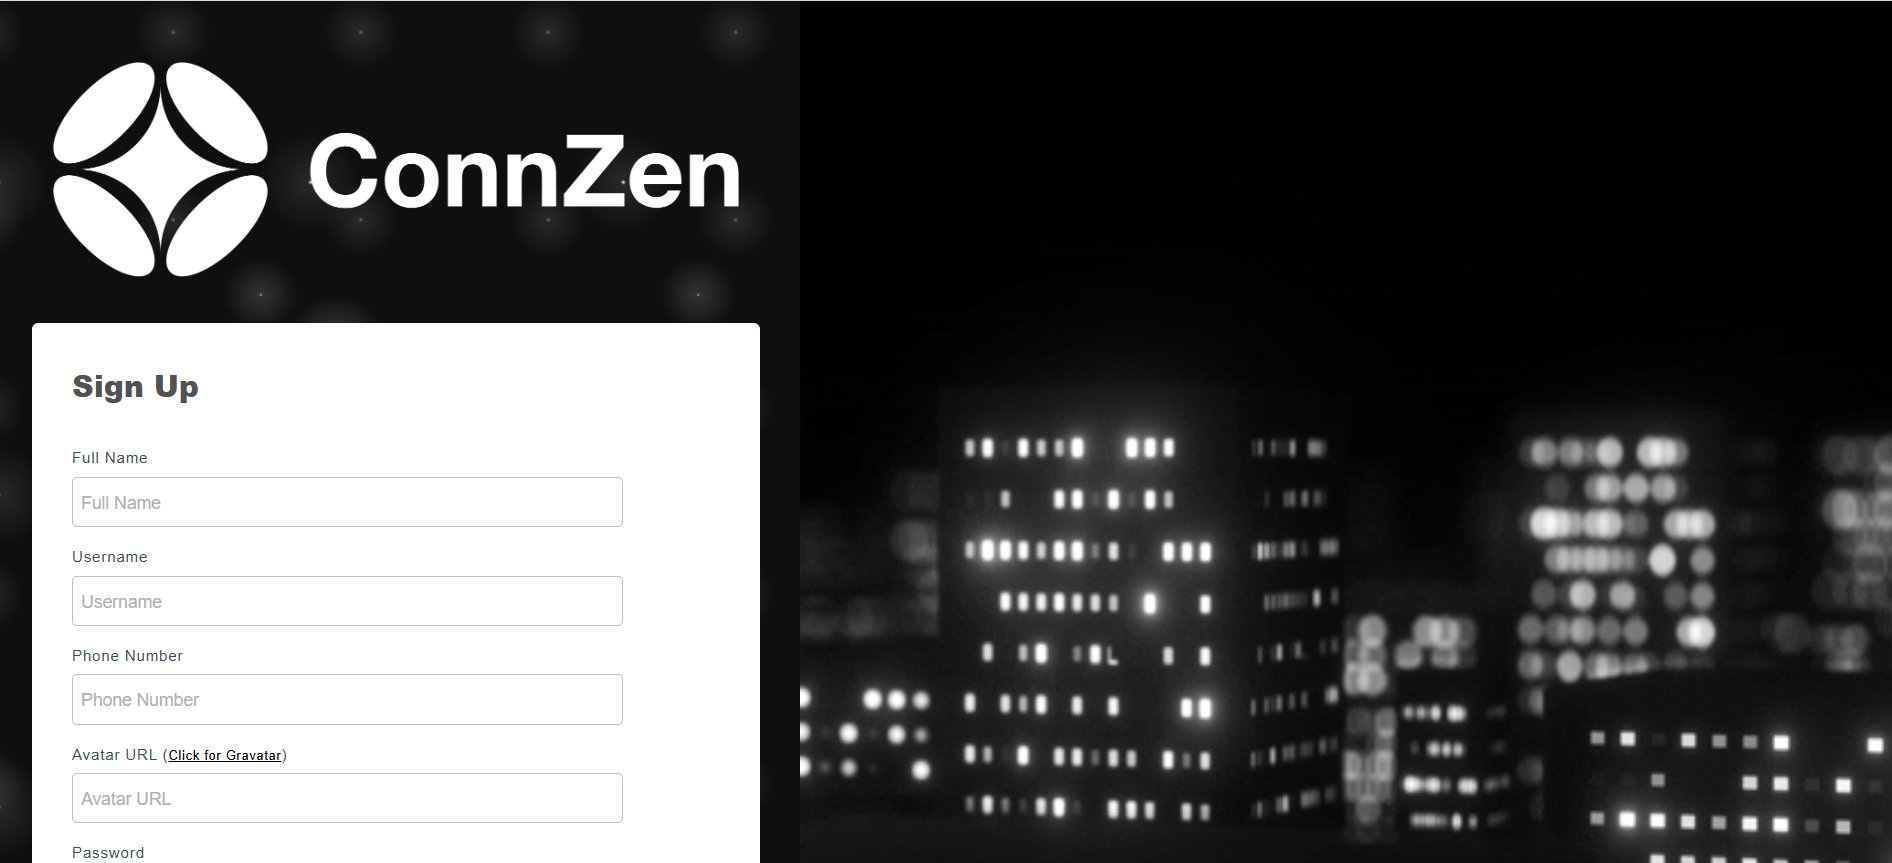 ConnZen
Sign Up
Full Name
Full Name
Username
Username
Phone Number
Phone Number
Avatar URL (Click for Gravatar)
Avatar URL
Password